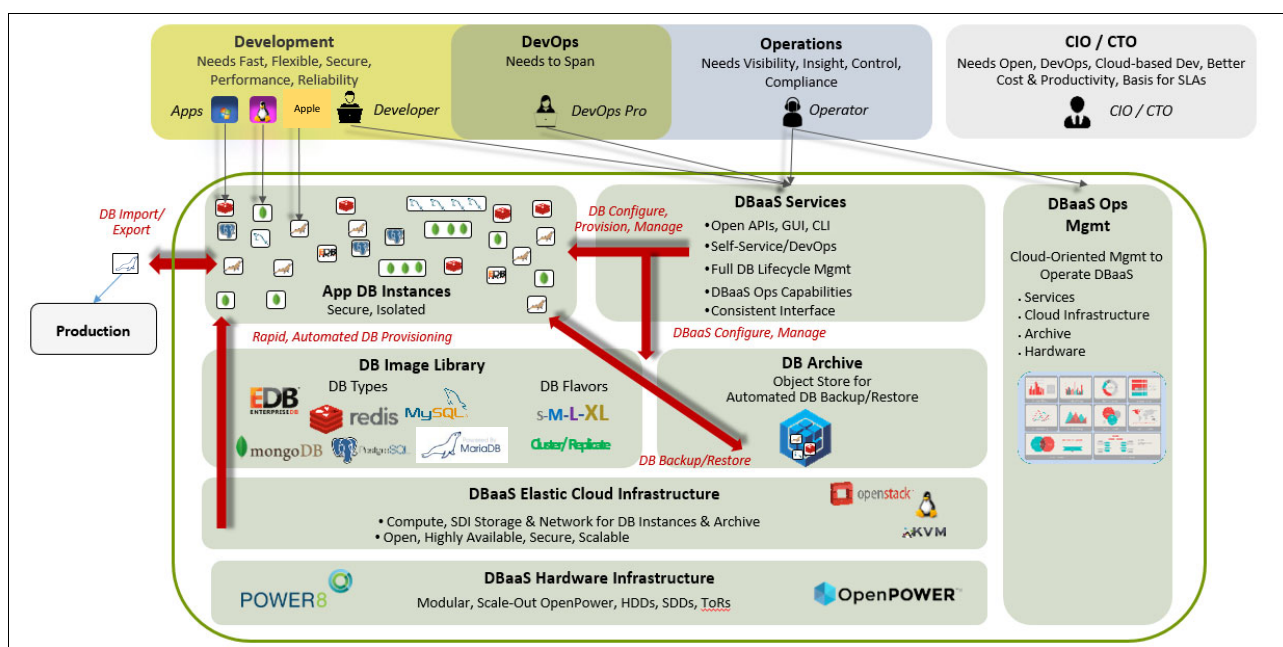 Development
Needs Fast, Flexible, Secure,
Performance, Reliability
Apps
Apple
Developer
DevOps
Needs to Span
DevOps Pro
Operations
Needs Visibility, Insight, Control,
Compliance
Operator
CIO / CTO
Needs Open, DevOps, Cloud-based Dev, Better
Cost & Productivity, Basis for SLAs
CIO / CTO
DB Import/
Export
Production
App DB Instances
Secure, Isolated
DB Configure,
Provision, Manage
DBaaS Services
•Open APIs, GUI, CLI
•Self-Service/DevOps
•Full DB Lifecycle Mgmt
•DBaaS Ops Capabilities
•Consistent Interface
DBaaS Ops
Mgmt
Cloud-Oriented Mgmt to
Operate DBaaS
. Services
. Cloud Infrastructure
. Archive
. Hardware
Rapid, Automated DB Provisioning
DBaaS Configure, Manage
DB Image Library
DB Types
EDB
ENTERPRISEDB
redis
MySQL
mongoDB
PostgreSQL
Powered By
MariaDB
DB Flavors
S-M-L-XL
Cluster/Replicate
DB Archive
Object Store for
Automated DB Backup/Restore
DB Backup/Restore
DBaaS Elastic Cloud Infrastructure
• Compute, SDI Storage & Network for DB Instances & Archive
• Open, Highly Available, Secure, Scalable
openstack
KVM
DBaaS Hardware Infrastructure
Modular, Scale-Out OpenPower, HDDs, SDDs, ToRs
POWER8
OpenPOWER™